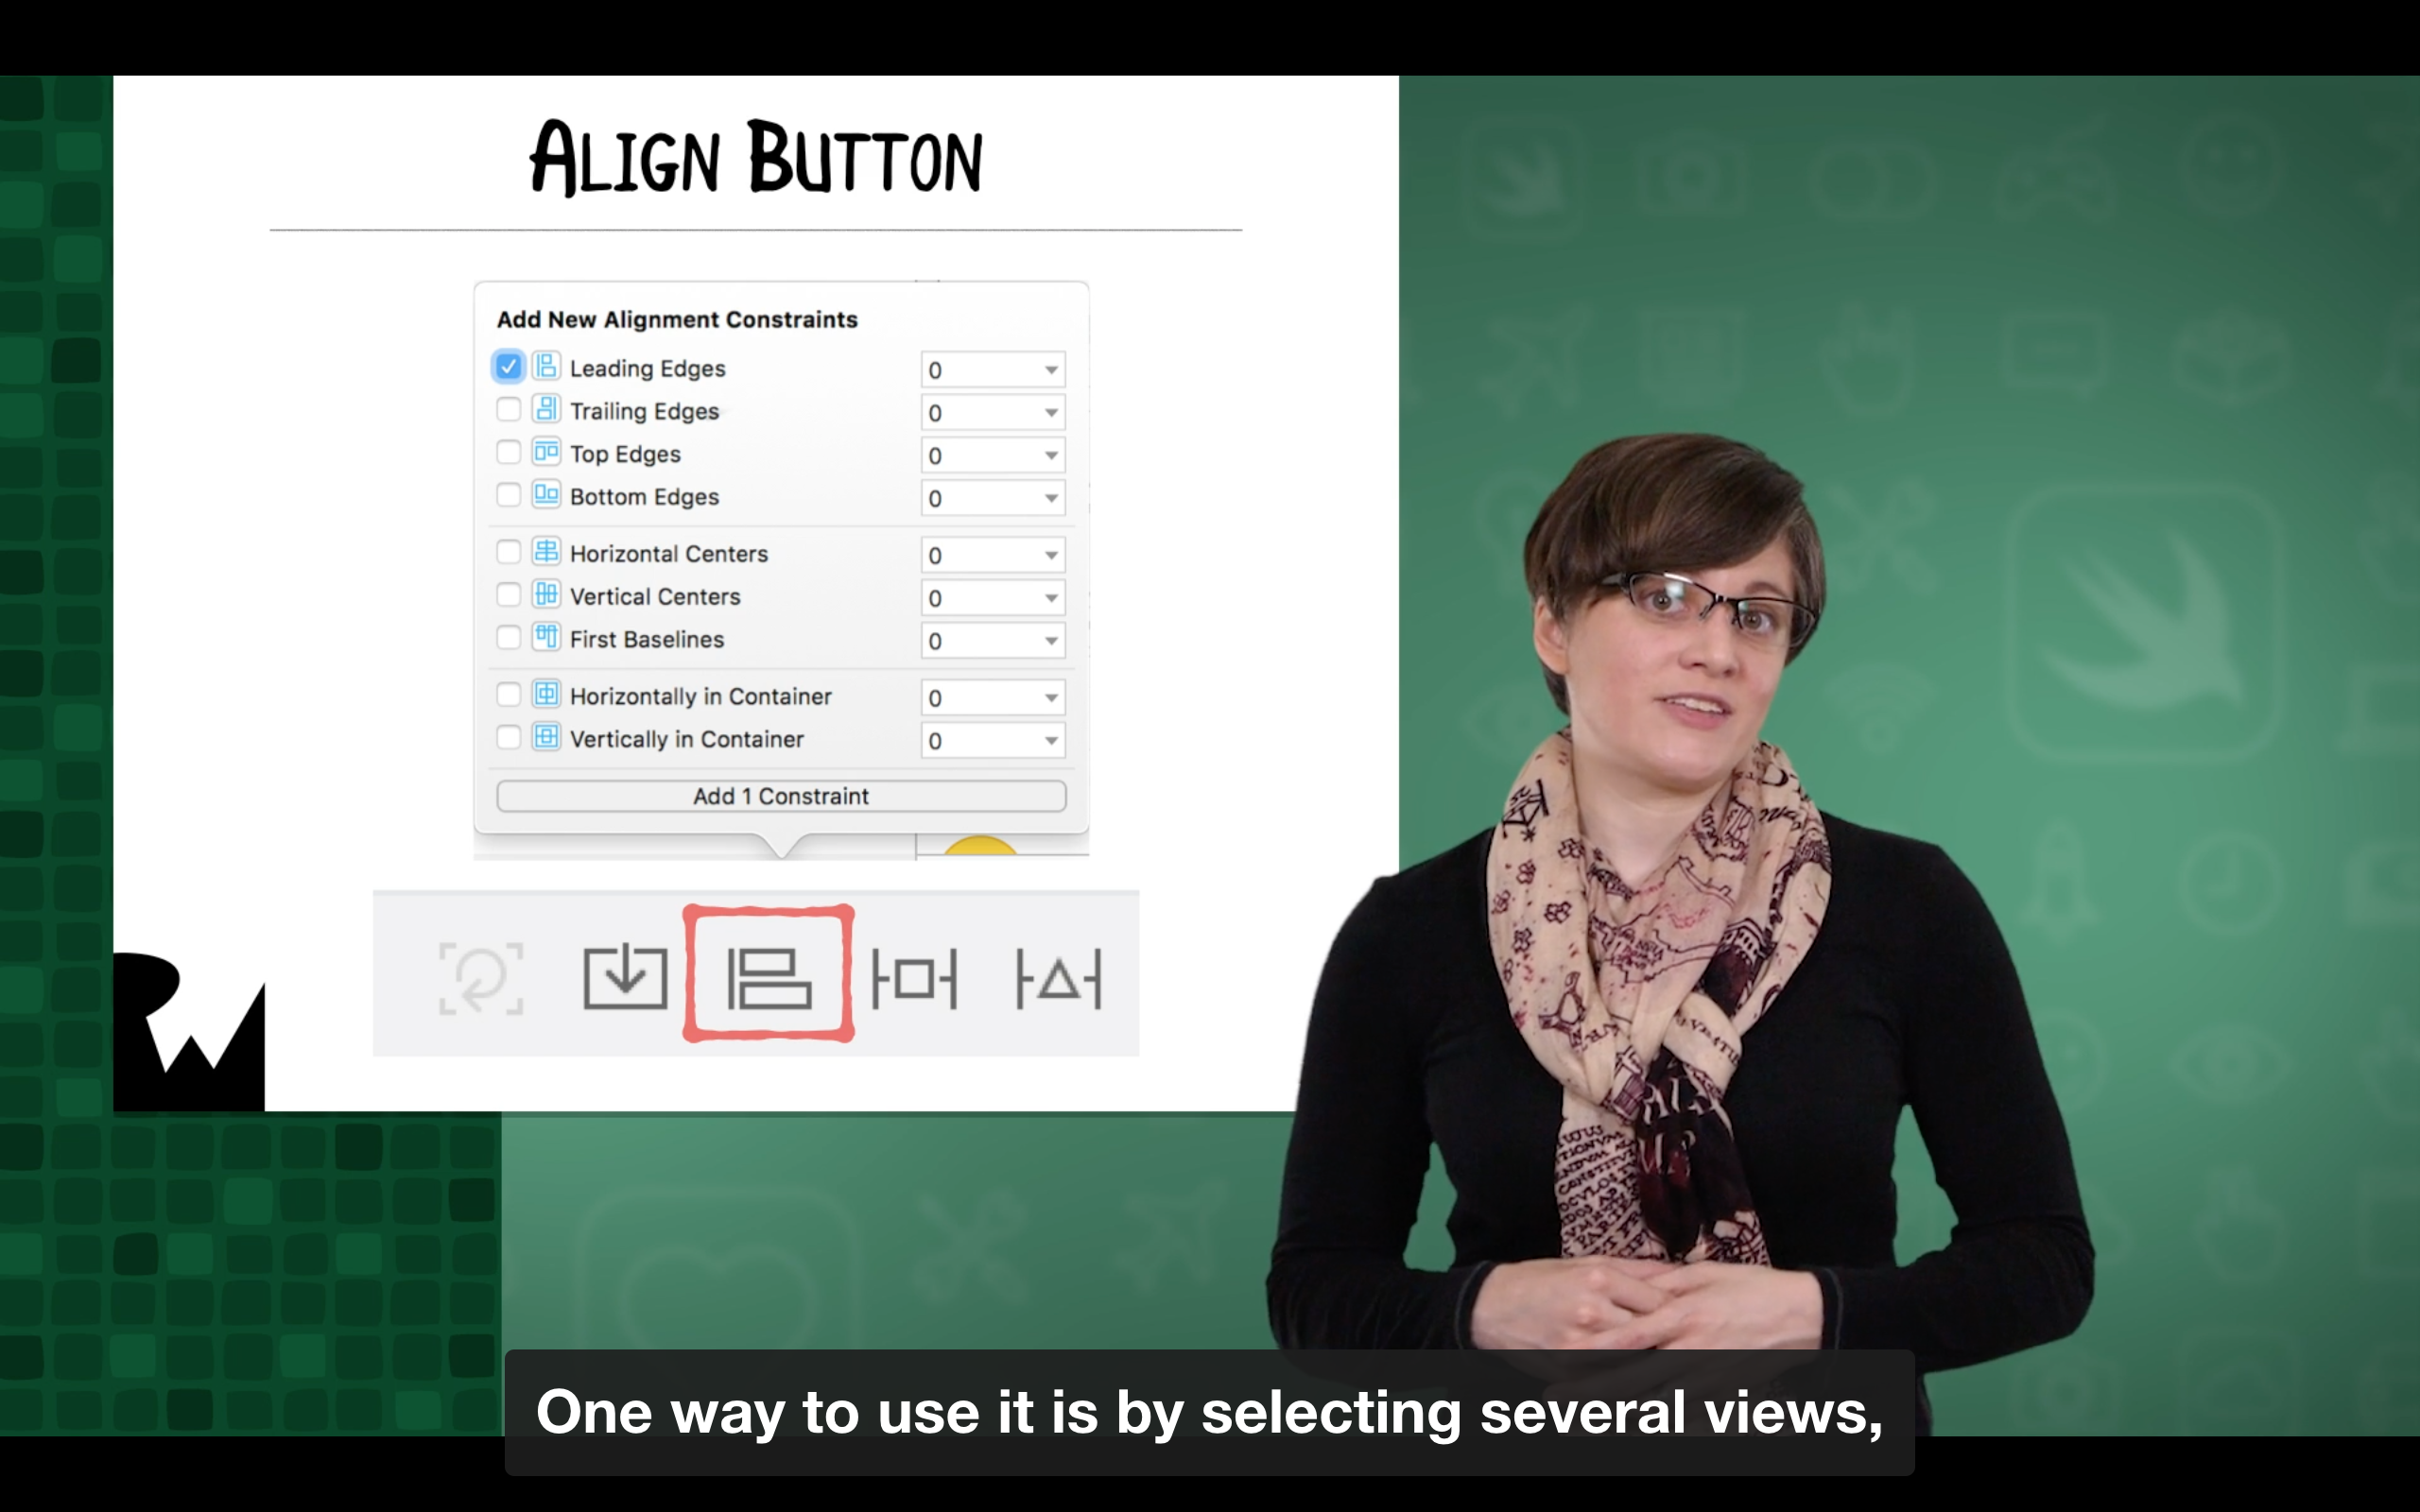 ALIGN BUTTON
Add New Alignment Constraints
Leading Edges 0
Trailing Edges 0
Top Edges 0
Bottom Edges 0
Horizontal Centers 0
Vertical Centers 0
First Baselines 0
Horizontally in Container 0
Vertically in Container 0
Add 1 Constraint
RW
One way to use it is by selecting several views,